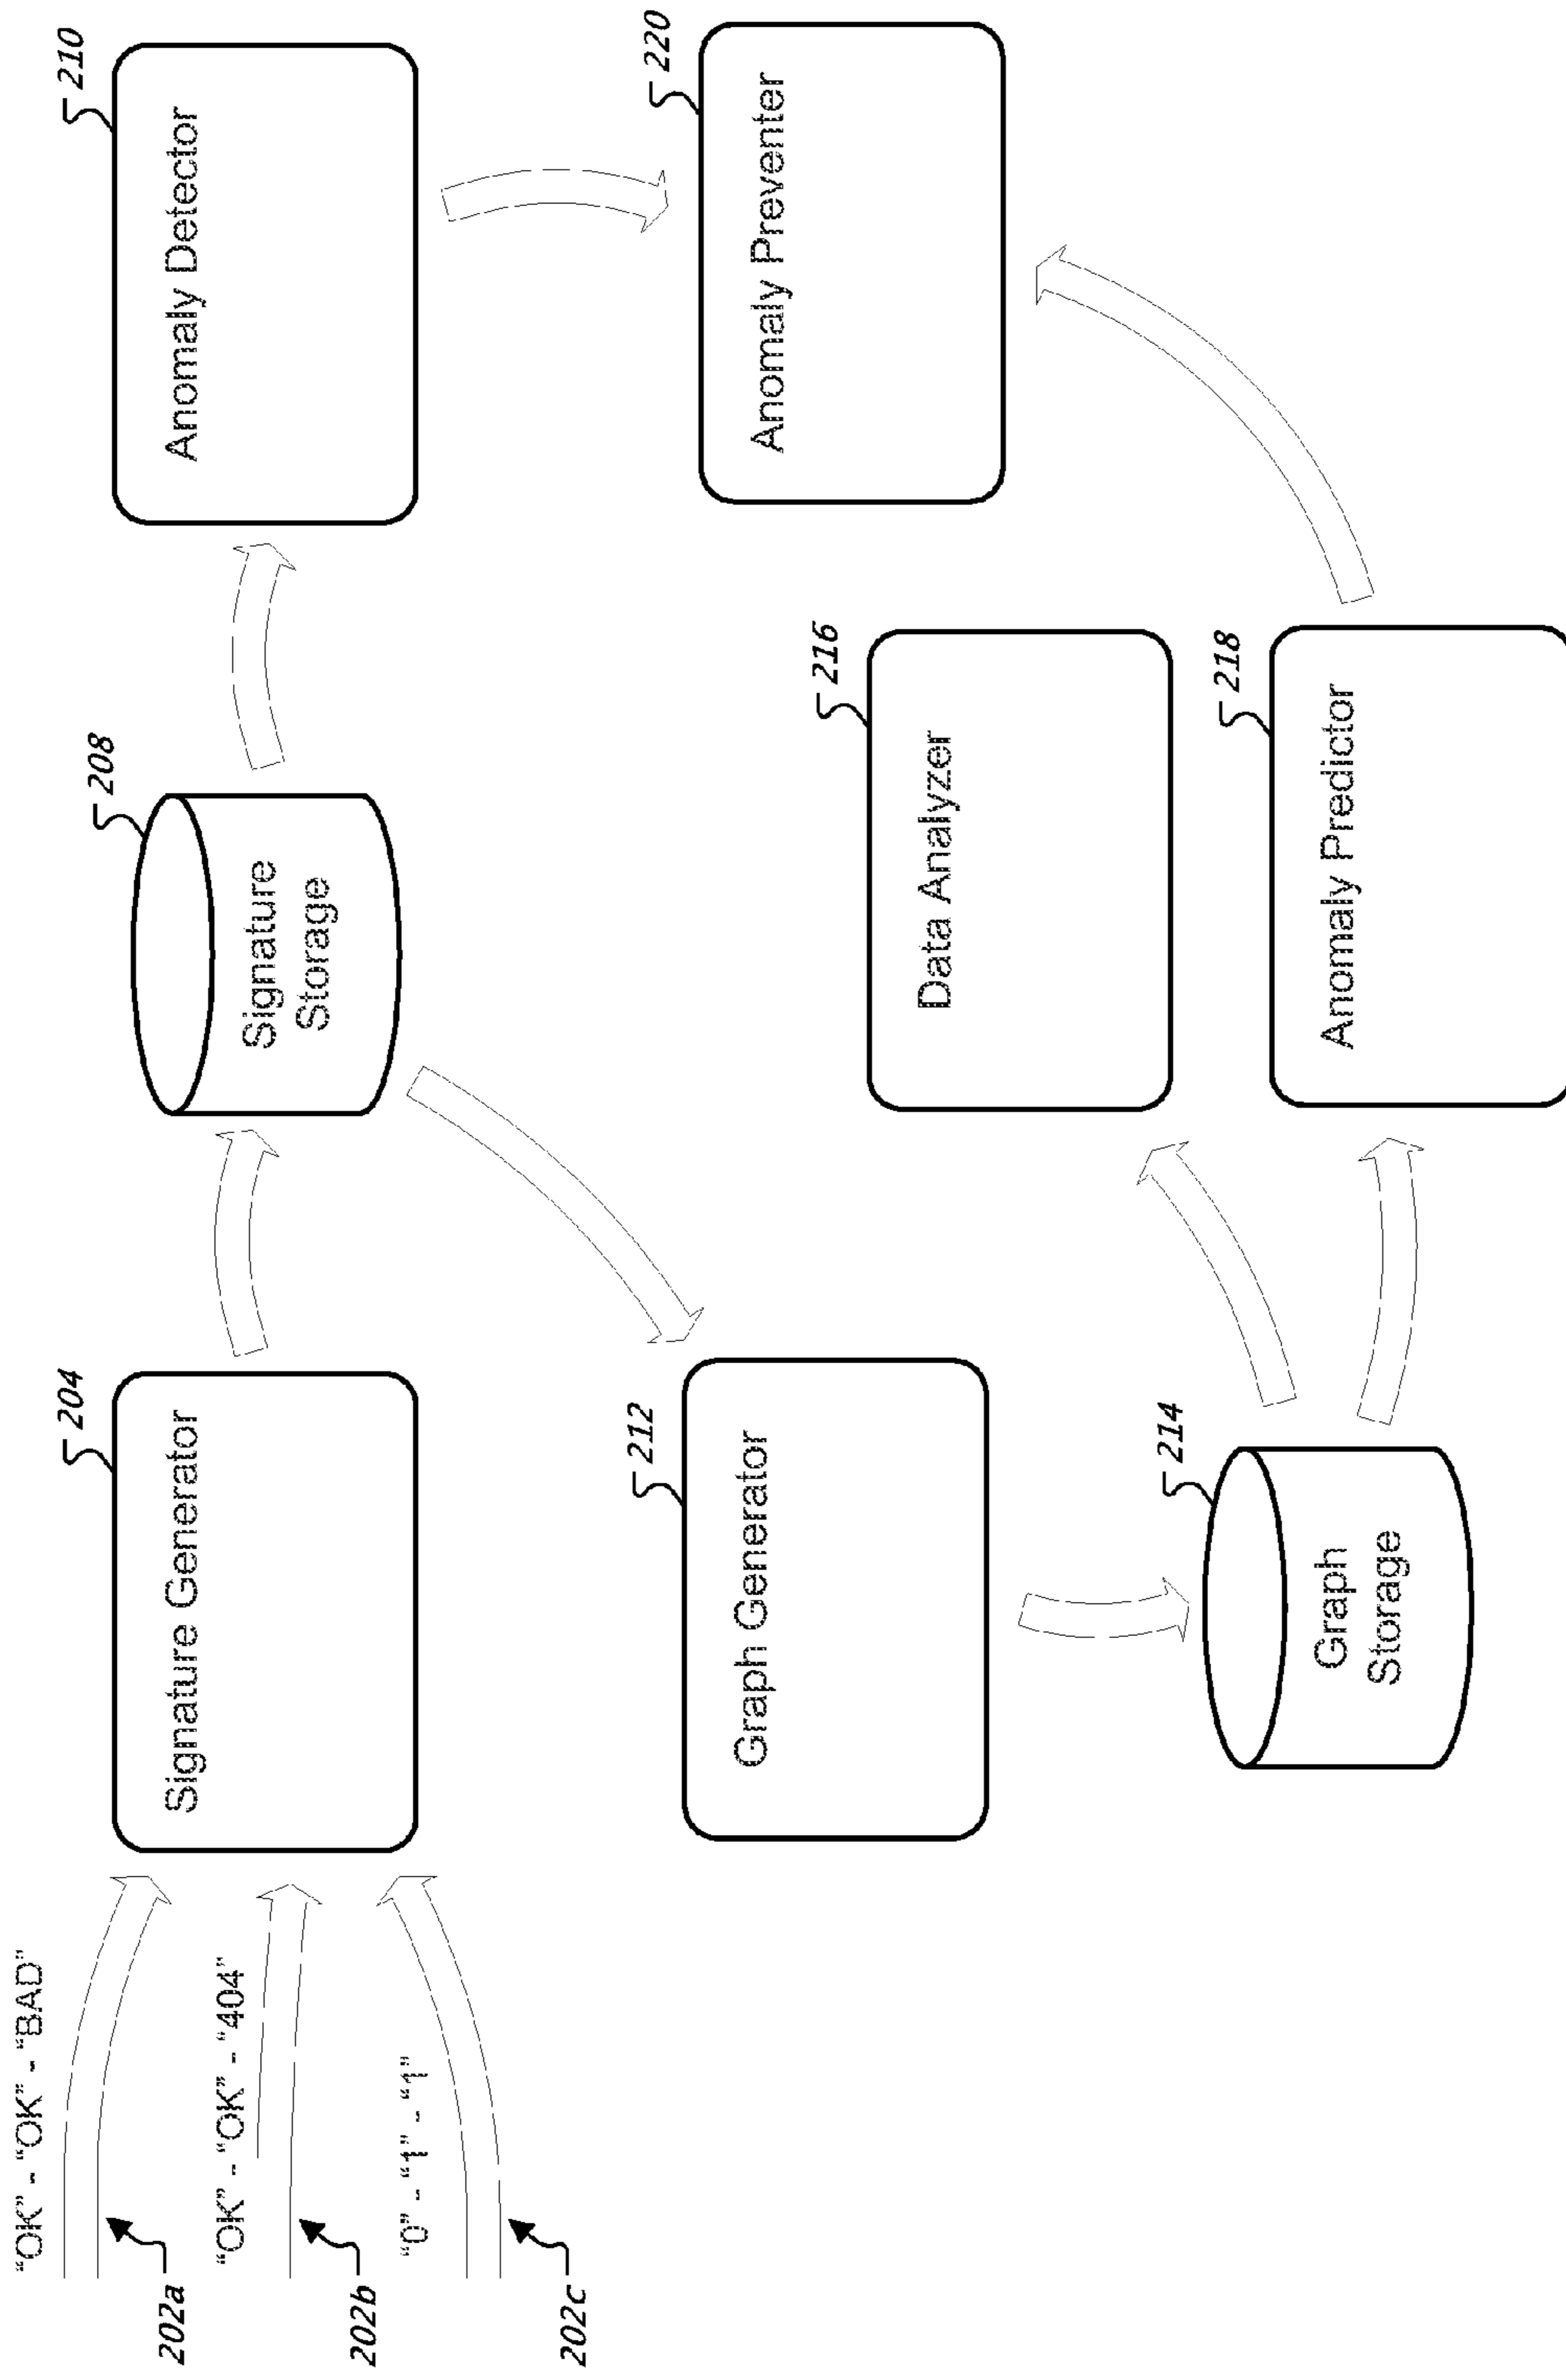 “OK” - “OK” - “BAD”
202a
“OK” - “OK” - “404”
202b
“0” - “1” - “1”
202c
204
Signature Generator
208
Signature
Storage
210
Anomaly Detector
212
Graph Generator
214
Graph
Storage
216
Data Analyzer
218
Anomaly Predictor
220
Anomaly Preventer